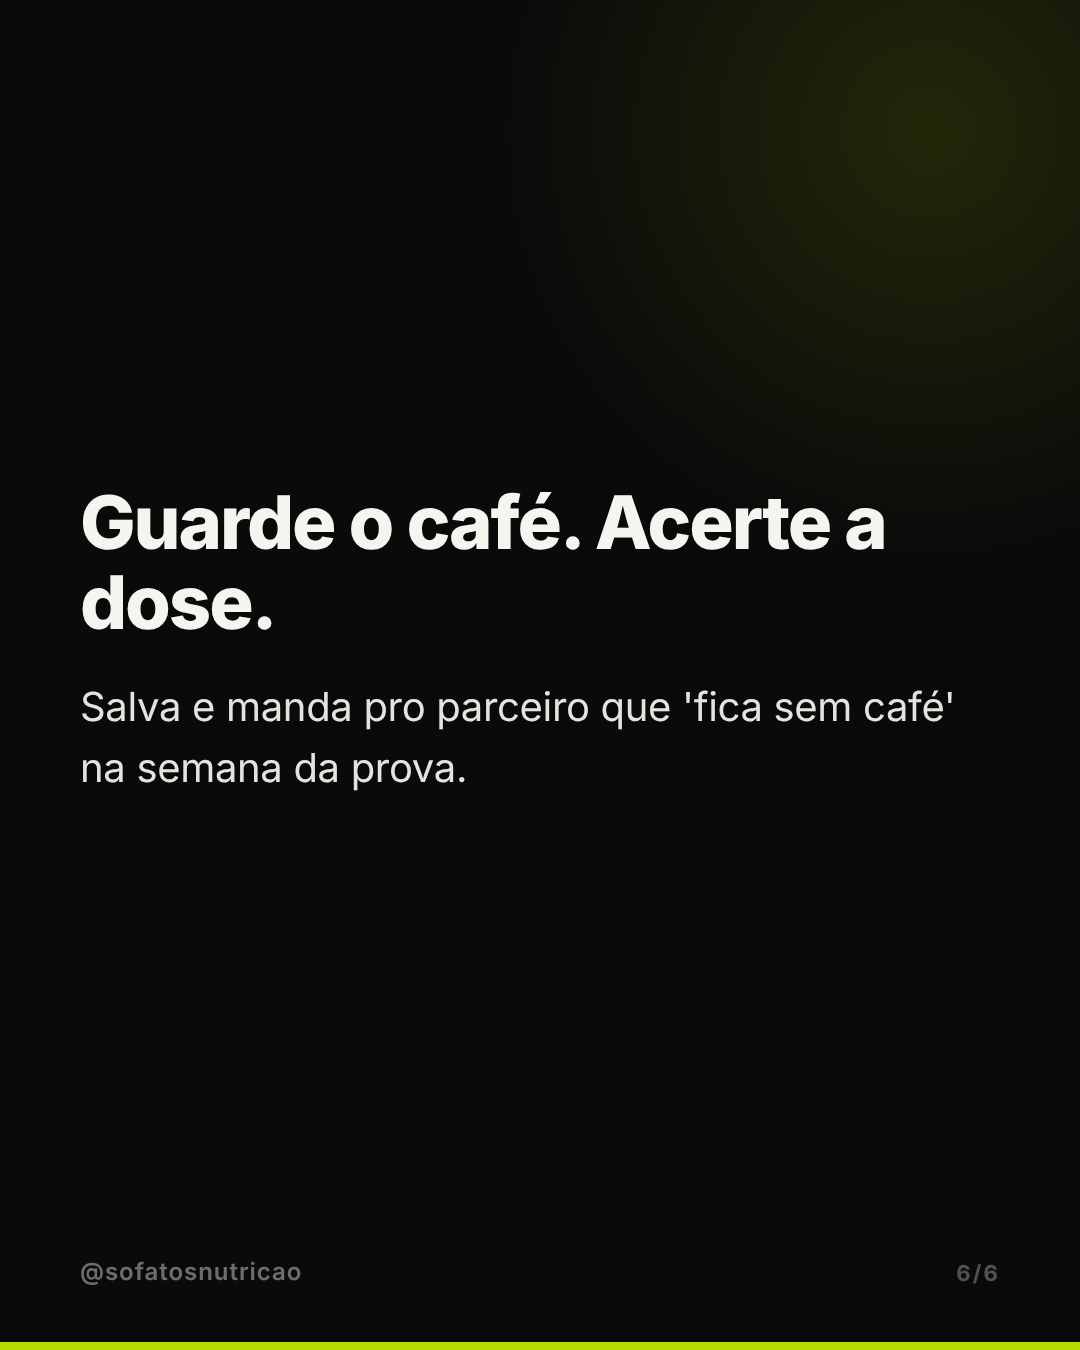 Guarde o café. Acerte a
dose.
Salva e manda pro parceiro que 'fica sem café'
na semana da prova.
@sofatosnutricao
6/6